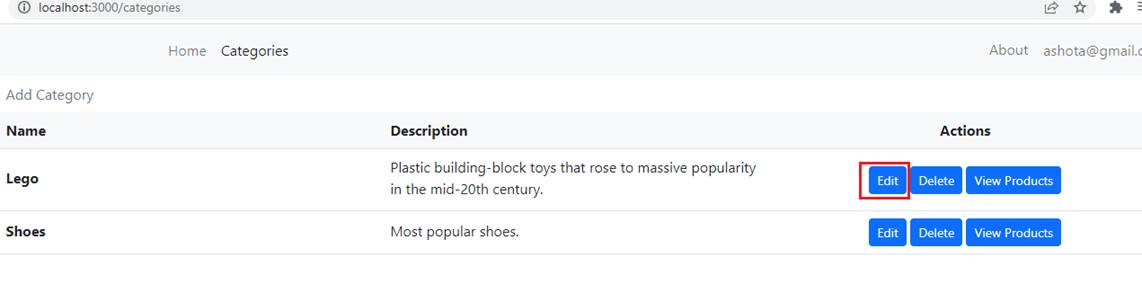 localhost:3000/categories
Home Categories About ashota@gmail.c
Add Category
Name Description Actions
Lego Plastic building-block toys that rose to massive popularity
in the mid-20th century. Edit Delete View Products
Shoes Most popular shoes. Edit Delete View Products